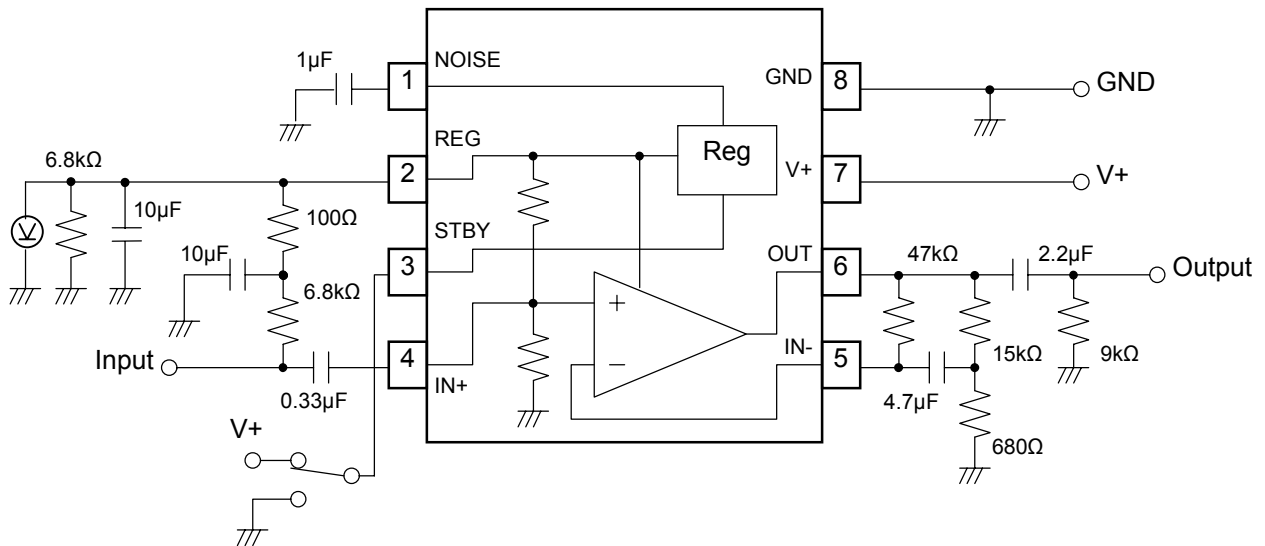 1µF
1
NOISE
GND
8
GND
REG
Reg
6.8kΩ
2
V+
7
V+
V
10µF
100Ω
STBY
10µF
3
OUT
6
47kΩ
2.2µF
Output
6.8kΩ
+
Input
4
−
IN-
5
15kΩ
9kΩ
IN+
0.33µF
4.7µF
V+
680Ω